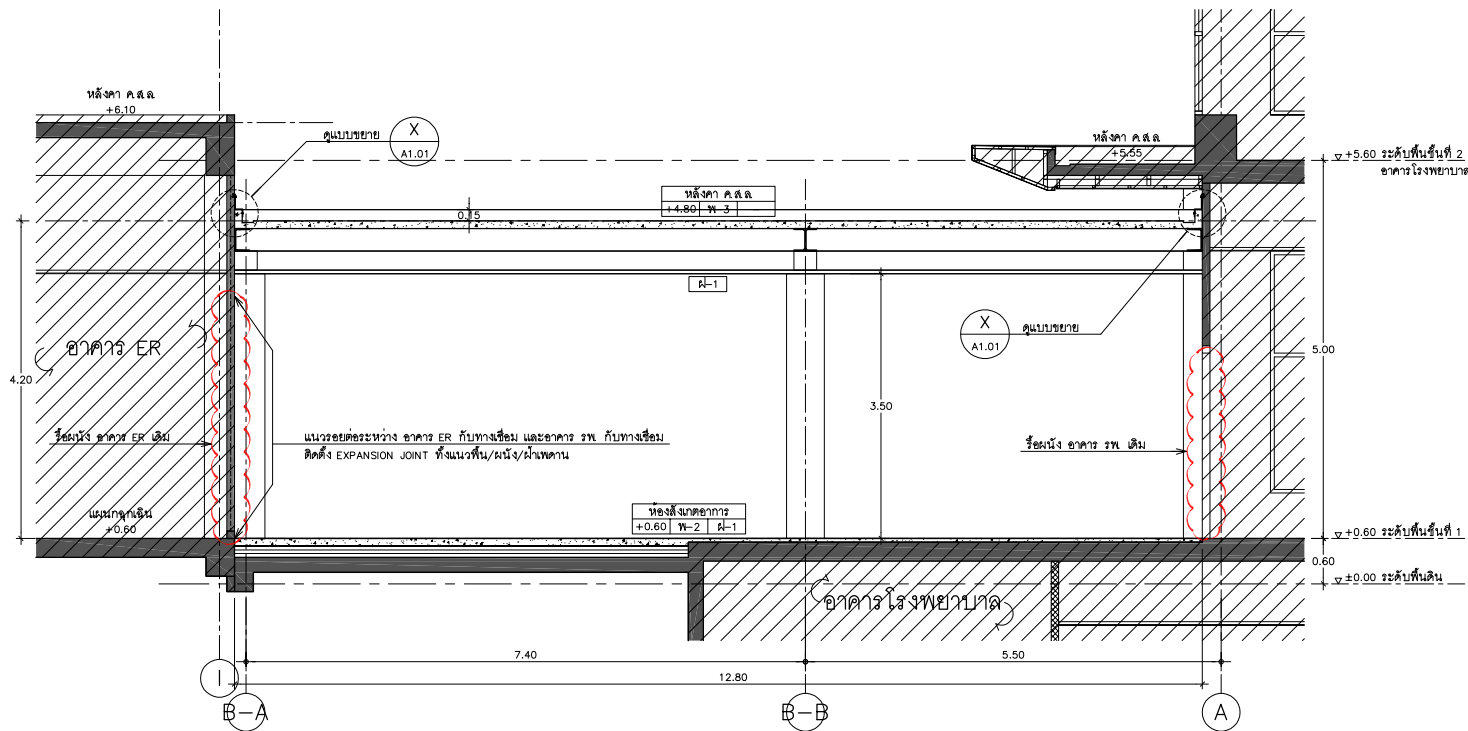 หลังคา ค.ส.ล.
+6.10
ดูแบบขยาย
X
A1.01
หลังคา ค.ส.ล.
+5.55
+5.60 ระดับพื้นชั้นที่ 2
อาคารโรงพยาบาล
หลังคา ค.ส.ล.
+4.80 พ-3
0.15
ฝ-1
X
A1.01
ดูแบบขยาย
อาคาร ER
4.20
5.00
3.50
รื้อผนัง อาคาร ER เดิม
แนวรอยต่อระหว่าง อาคาร ER กับทางเชื่อม และอาคาร รพ. กับทางเชื่อม
ติดตั้ง EXPANSION JOINT ทั้งแนวพื้น/ผนัง/ฝ้าเพดาน
รื้อผนัง อาคาร รพ. เดิม
แผนกฉุกเฉิน
+0.60
ห้องสังเกตอาการ
+0.60 พ-2 ฝ-1
+0.60 ระดับพื้นชั้นที่ 1
0.60
±0.00 ระดับพื้นดิน
อาคารโรงพยาบาล
7.40
5.50
12.80
I
B-A
B-B
A